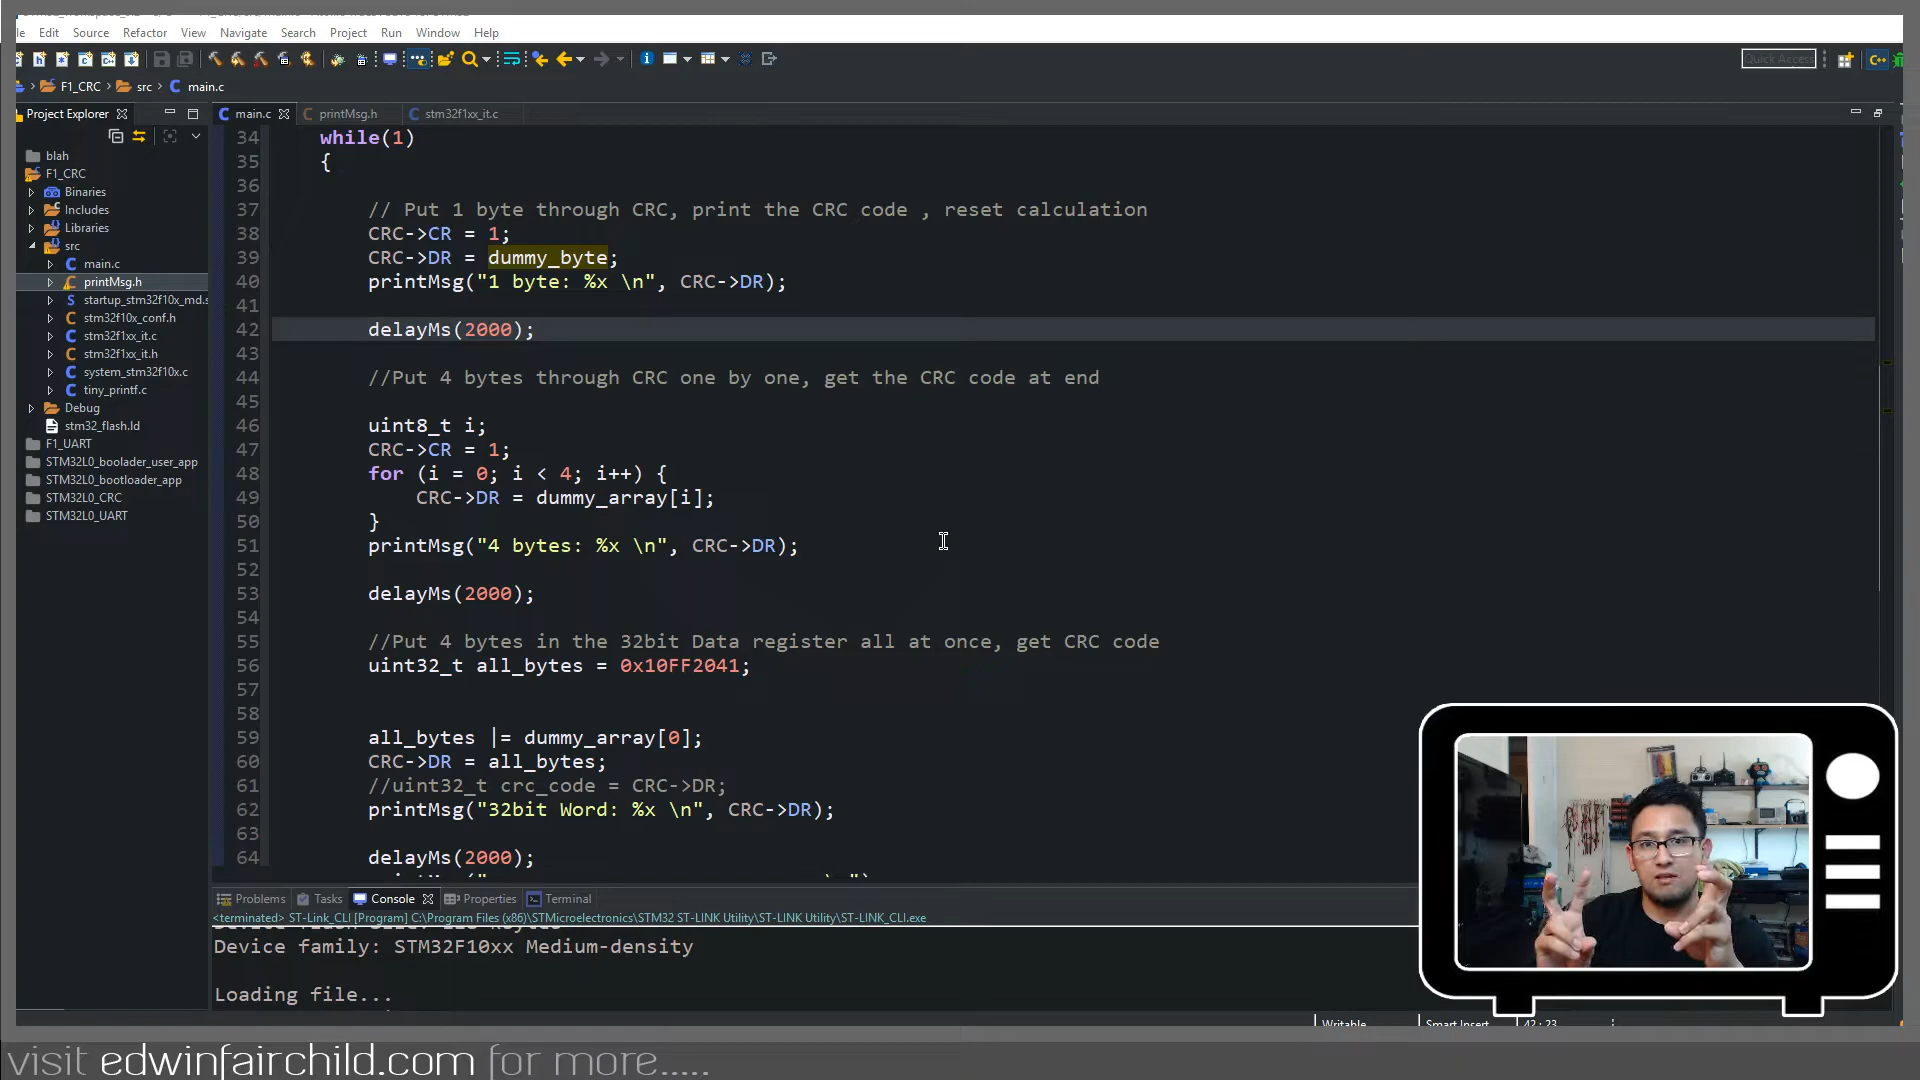 le Edit Source Refactor View Navigate Search Project Run Window Help
Quick Access
F1_CRC src main.c
Project Explorer
main.c printMsg.h stm32f1xx_it.c
blah
F1_CRC
Binaries
Includes
Libraries
src
main.c
printMsg.h
startup_stm32f10x_md.s
stm32f10x_conf.h
stm32f1xx_it.c
stm32f1xx_it.h
system_stm32f10x.c
tiny_printf.c
Debug
stm32_flash.ld
F1_UART
STM32L0_boolader_user_app
STM32L0_bootloader_app
STM32L0_CRC
STM32L0_UART
34 while(1)
35 {
36
37 // Put 1 byte through CRC, print the CRC code , reset calculation
38 CRC->CR = 1;
39 CRC->DR = dummy_byte;
40 printMsg("1 byte: %x \n", CRC->DR);
41
42 delayMs(2000);
43
44 //Put 4 bytes through CRC one by one, get the CRC code at end
45
46 uint8_t i;
47 CRC->CR = 1;
48 for (i = 0; i < 4; i++) {
49 CRC->DR = dummy_array[i];
50 }
51 printMsg("4 bytes: %x \n", CRC->DR);
52
53 delayMs(2000);
54
55 //Put 4 bytes in the 32bit Data register all at once, get CRC code
56 uint32_t all_bytes = 0x10FF2041;
57
58
59 all_bytes |= dummy_array[0];
60 CRC->DR = all_bytes;
61 //uint32_t crc_code = CRC->DR;
62 printMsg("32bit Word: %x \n", CRC->DR);
63
64 delayMs(2000);
Problems Tasks Console Properties Terminal
<terminated> ST-Link_CLI [Program] C:\Program Files (x86)\STMicroelectronics\STM32 ST-LINK Utility\ST-LINK Utility\ST-LINK_CLI.exe
Device family: STM32F10xx Medium-density
Loading file...
Writable Smart Insert 42 : 23
visit edwinfairchild.com for more.....